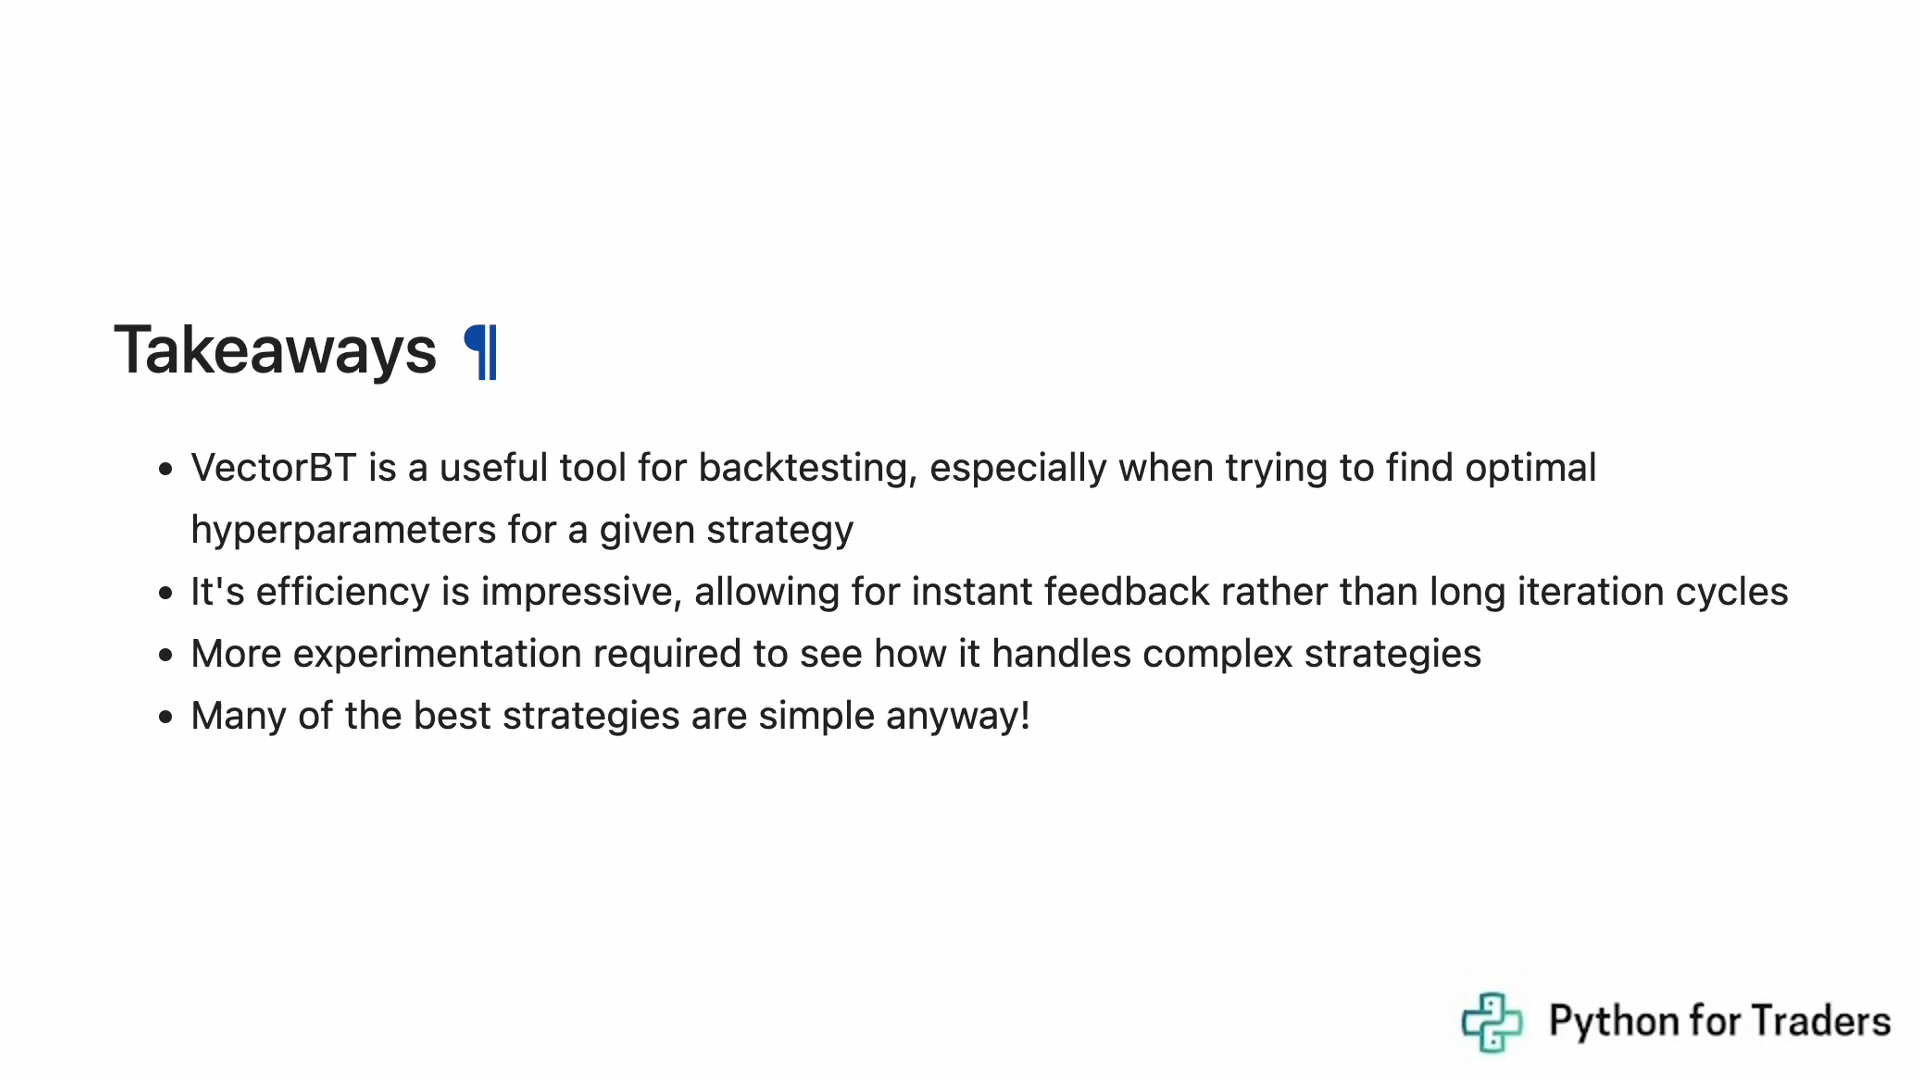 Takeaways ¶
• VectorBT is a useful tool for backtesting, especially when trying to find optimal
hyperparameters for a given strategy
• It's efficiency is impressive, allowing for instant feedback rather than long iteration cycles
• More experimentation required to see how it handles complex strategies
• Many of the best strategies are simple anyway!
Python for Traders